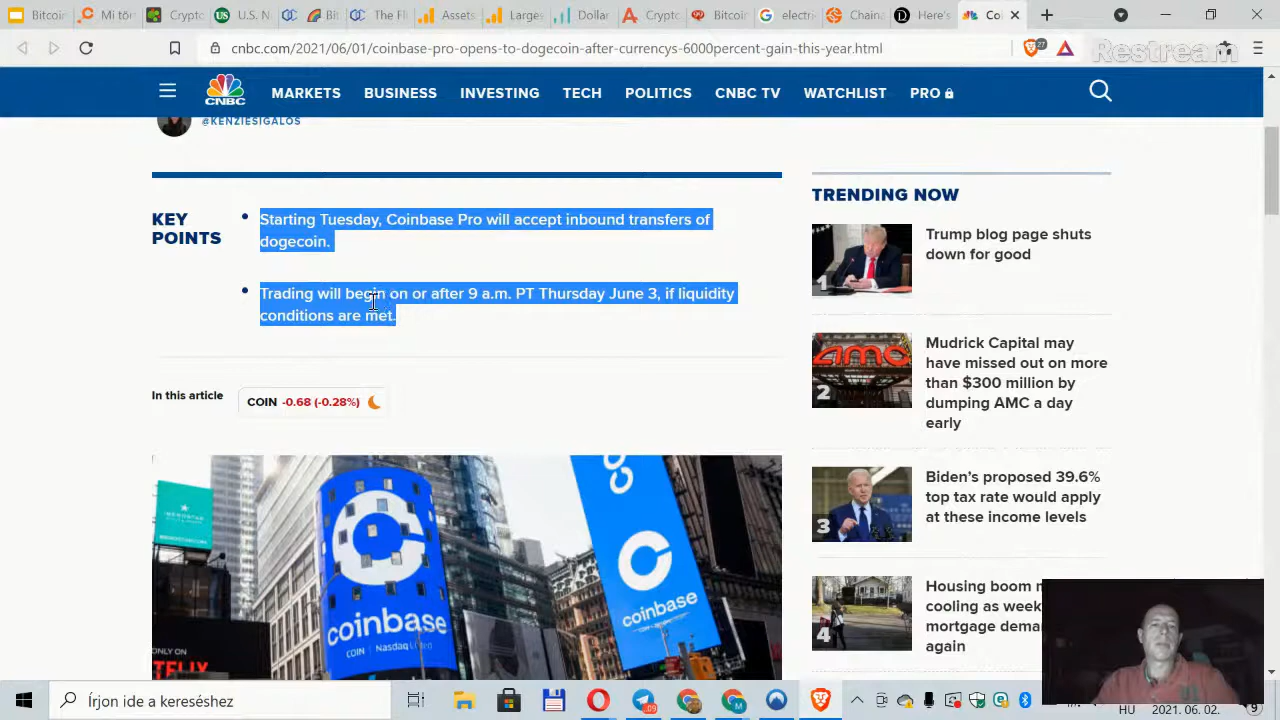 Bitcoin
Crypto
US
U.S.
Bit
Assets
Larges
Dollar
Crypto
Bitcoi
electri
Chain
Here's
Co
cnbc.com/2021/06/01/coinbase-pro-opens-to-dogecoin-after-currencys-6000percent-gain-this-year.html
27
Restream
CNBC
MARKETS
BUSINESS
INVESTING
TECH
POLITICS
CNBC TV
WATCHLIST
PRO
@KENZIESIGALOS
KEY
POINTS
Starting Tuesday, Coinbase Pro will accept inbound transfers of
dogecoin.
Trading will begin on or after 9 a.m. PT Thursday June 3, if liquidity
conditions are met.
In this article
COIN -0.68 (-0.28%)
coinbase
COIN Nasdaq Listed
coinbase
ONLY ON
TRENDING NOW
1
Trump blog page shuts
down for good
AMC
2
Mudrick Capital may
have missed out on more
than $300 million by
dumping AMC a day
early
3
Biden’s proposed 39.6%
top tax rate would apply
at these income levels
4
Housing boom
cooling as week
mortgage
again
Írjon ide a kereséshez
HU
2021. 06. 02.